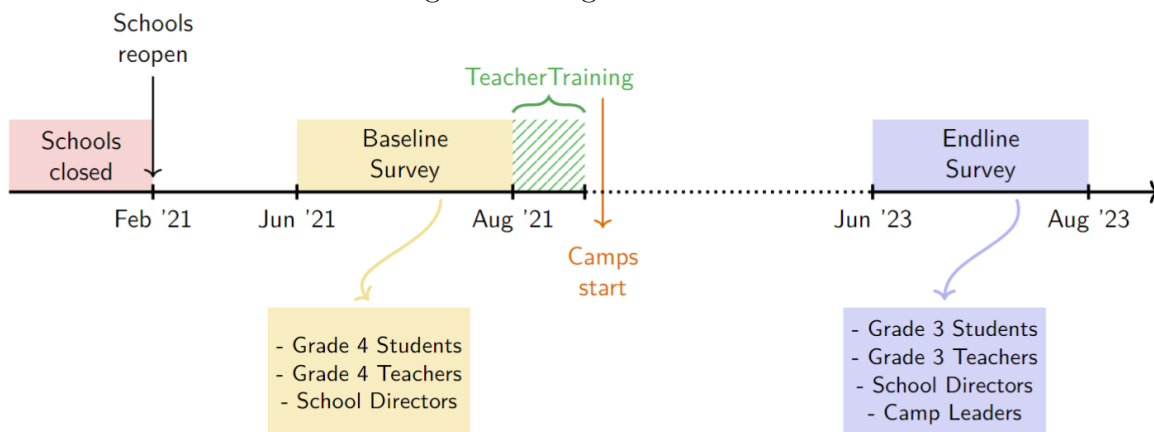 Schools
reopen
TeacherTraining
Schools
closed
Baseline
Survey
Endline
Survey
Feb '21
Jun '21
Aug '21
Jun '23
Aug '23
Camps
start
- Grade 4 Students
- Grade 4 Teachers
- School Directors
- Grade 3 Students
- Grade 3 Teachers
- School Directors
- Camp Leaders